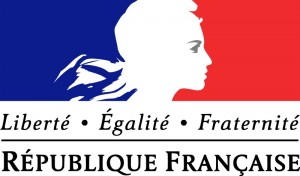 Liberté • Égalité • Fraternité
RÉPUBLIQUE FRANÇAISE